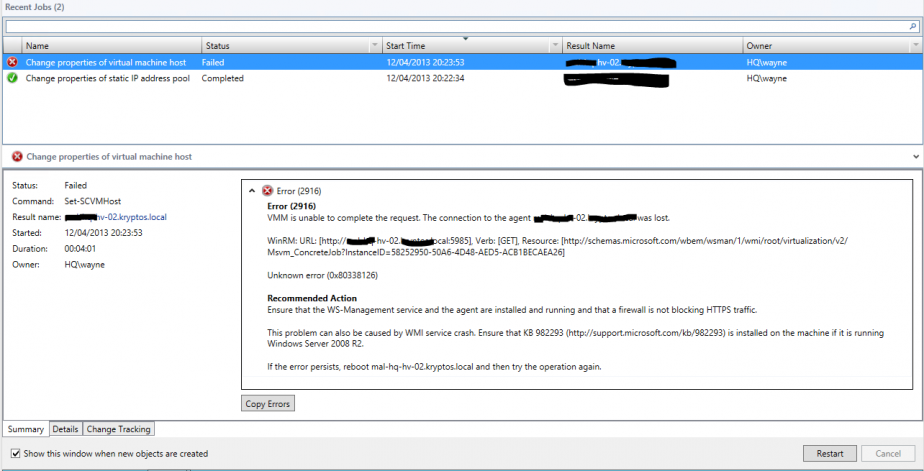 Recent Jobs (2)
Name Status Start Time Result Name Owner
Change properties of virtual machine host Failed 12/04/2013 20:23:53 hv-02. HQ\wayne
Change properties of static IP address pool Completed 12/04/2013 20:22:34 HQ\wayne
Change properties of virtual machine host
Status: Failed
Command: Set-SCVMHost
Result name: hv-02.kryptos.local
Started: 12/04/2013 20:23:53
Duration: 00:04:01
Owner: HQ\wayne
Error (2916)
Error (2916)
VMM is unable to complete the request. The connection to the agent -02. was lost.
WinRM: URL: [http:// -hv-02. ocal:5985], Verb: [GET], Resource: [http://schemas.microsoft.com/wbem/wsman/1/wmi/root/virtualization/v2/
Msvm_ConcreteJob?InstanceID=58252950-50A6-4D48-AED5-ACB1BECAEA26]
Unknown error (0x80338126)
Recommended Action
Ensure that the WS-Management service and the agent are installed and running and that a firewall is not blocking HTTPS traffic.
This problem can also be caused by WMI service crash. Ensure that KB 982293 (http://support.microsoft.com/kb/982293) is installed on the machine if it is running
Windows Server 2008 R2.
If the error persists, reboot mal-hq-hv-02.kryptos.local and then try the operation again.
Copy Errors
Summary Details Change Tracking
Show this window when new objects are created
Restart Cancel